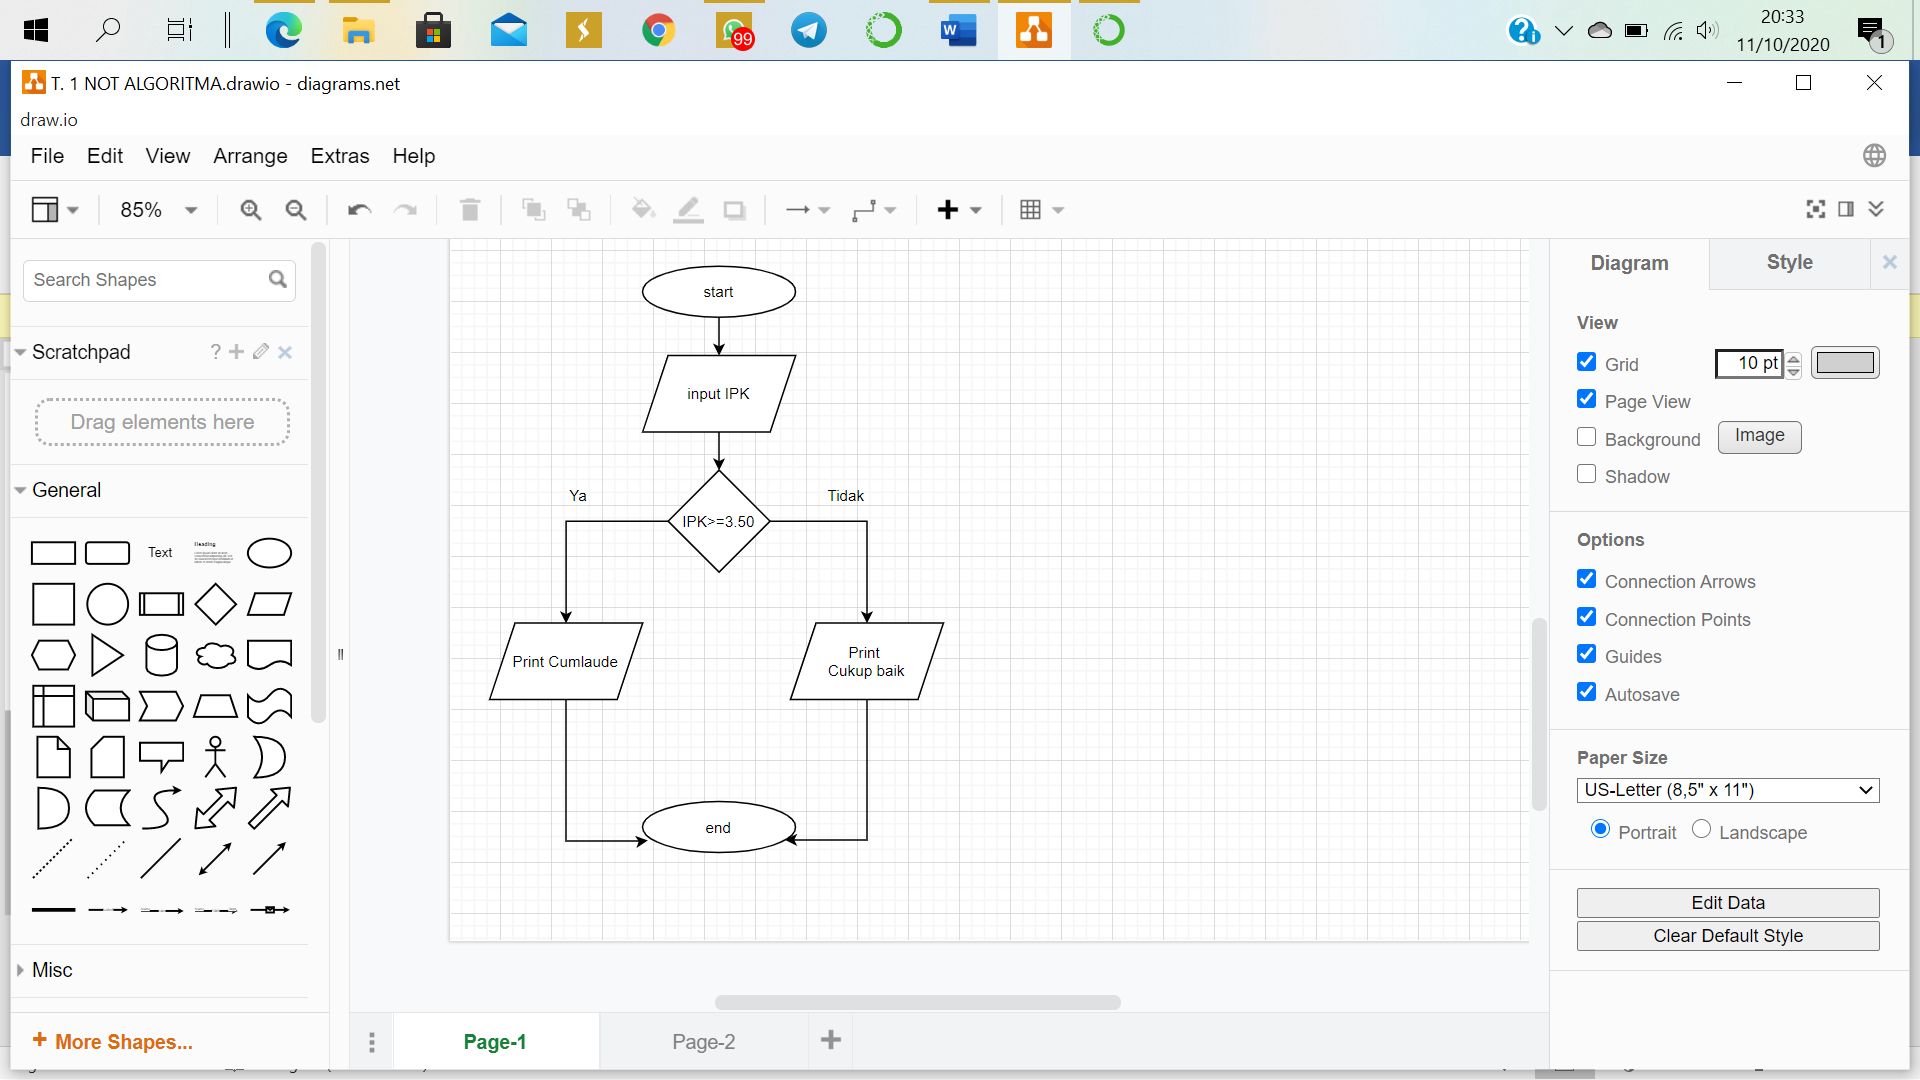 99
20:33
11/10/2020
1
T. 1 NOT ALGORITMA.drawio - diagrams.net
draw.io
File Edit View Arrange Extras Help
85%
Search Shapes
Scratchpad
?
Drag elements here
General
Text
Heading
Misc
+ More Shapes...
start
input IPK
Ya
Tidak
IPK>=3.50
Print Cumlaude
Print
Cukup baik
end
Page-1
Page-2
Diagram
Style
View
Grid
10 pt
Page View
Background
Image
Shadow
Options
Connection Arrows
Connection Points
Guides
Autosave
Paper Size
US-Letter (8,5" x 11")
Portrait
Landscape
Edit Data
Clear Default Style